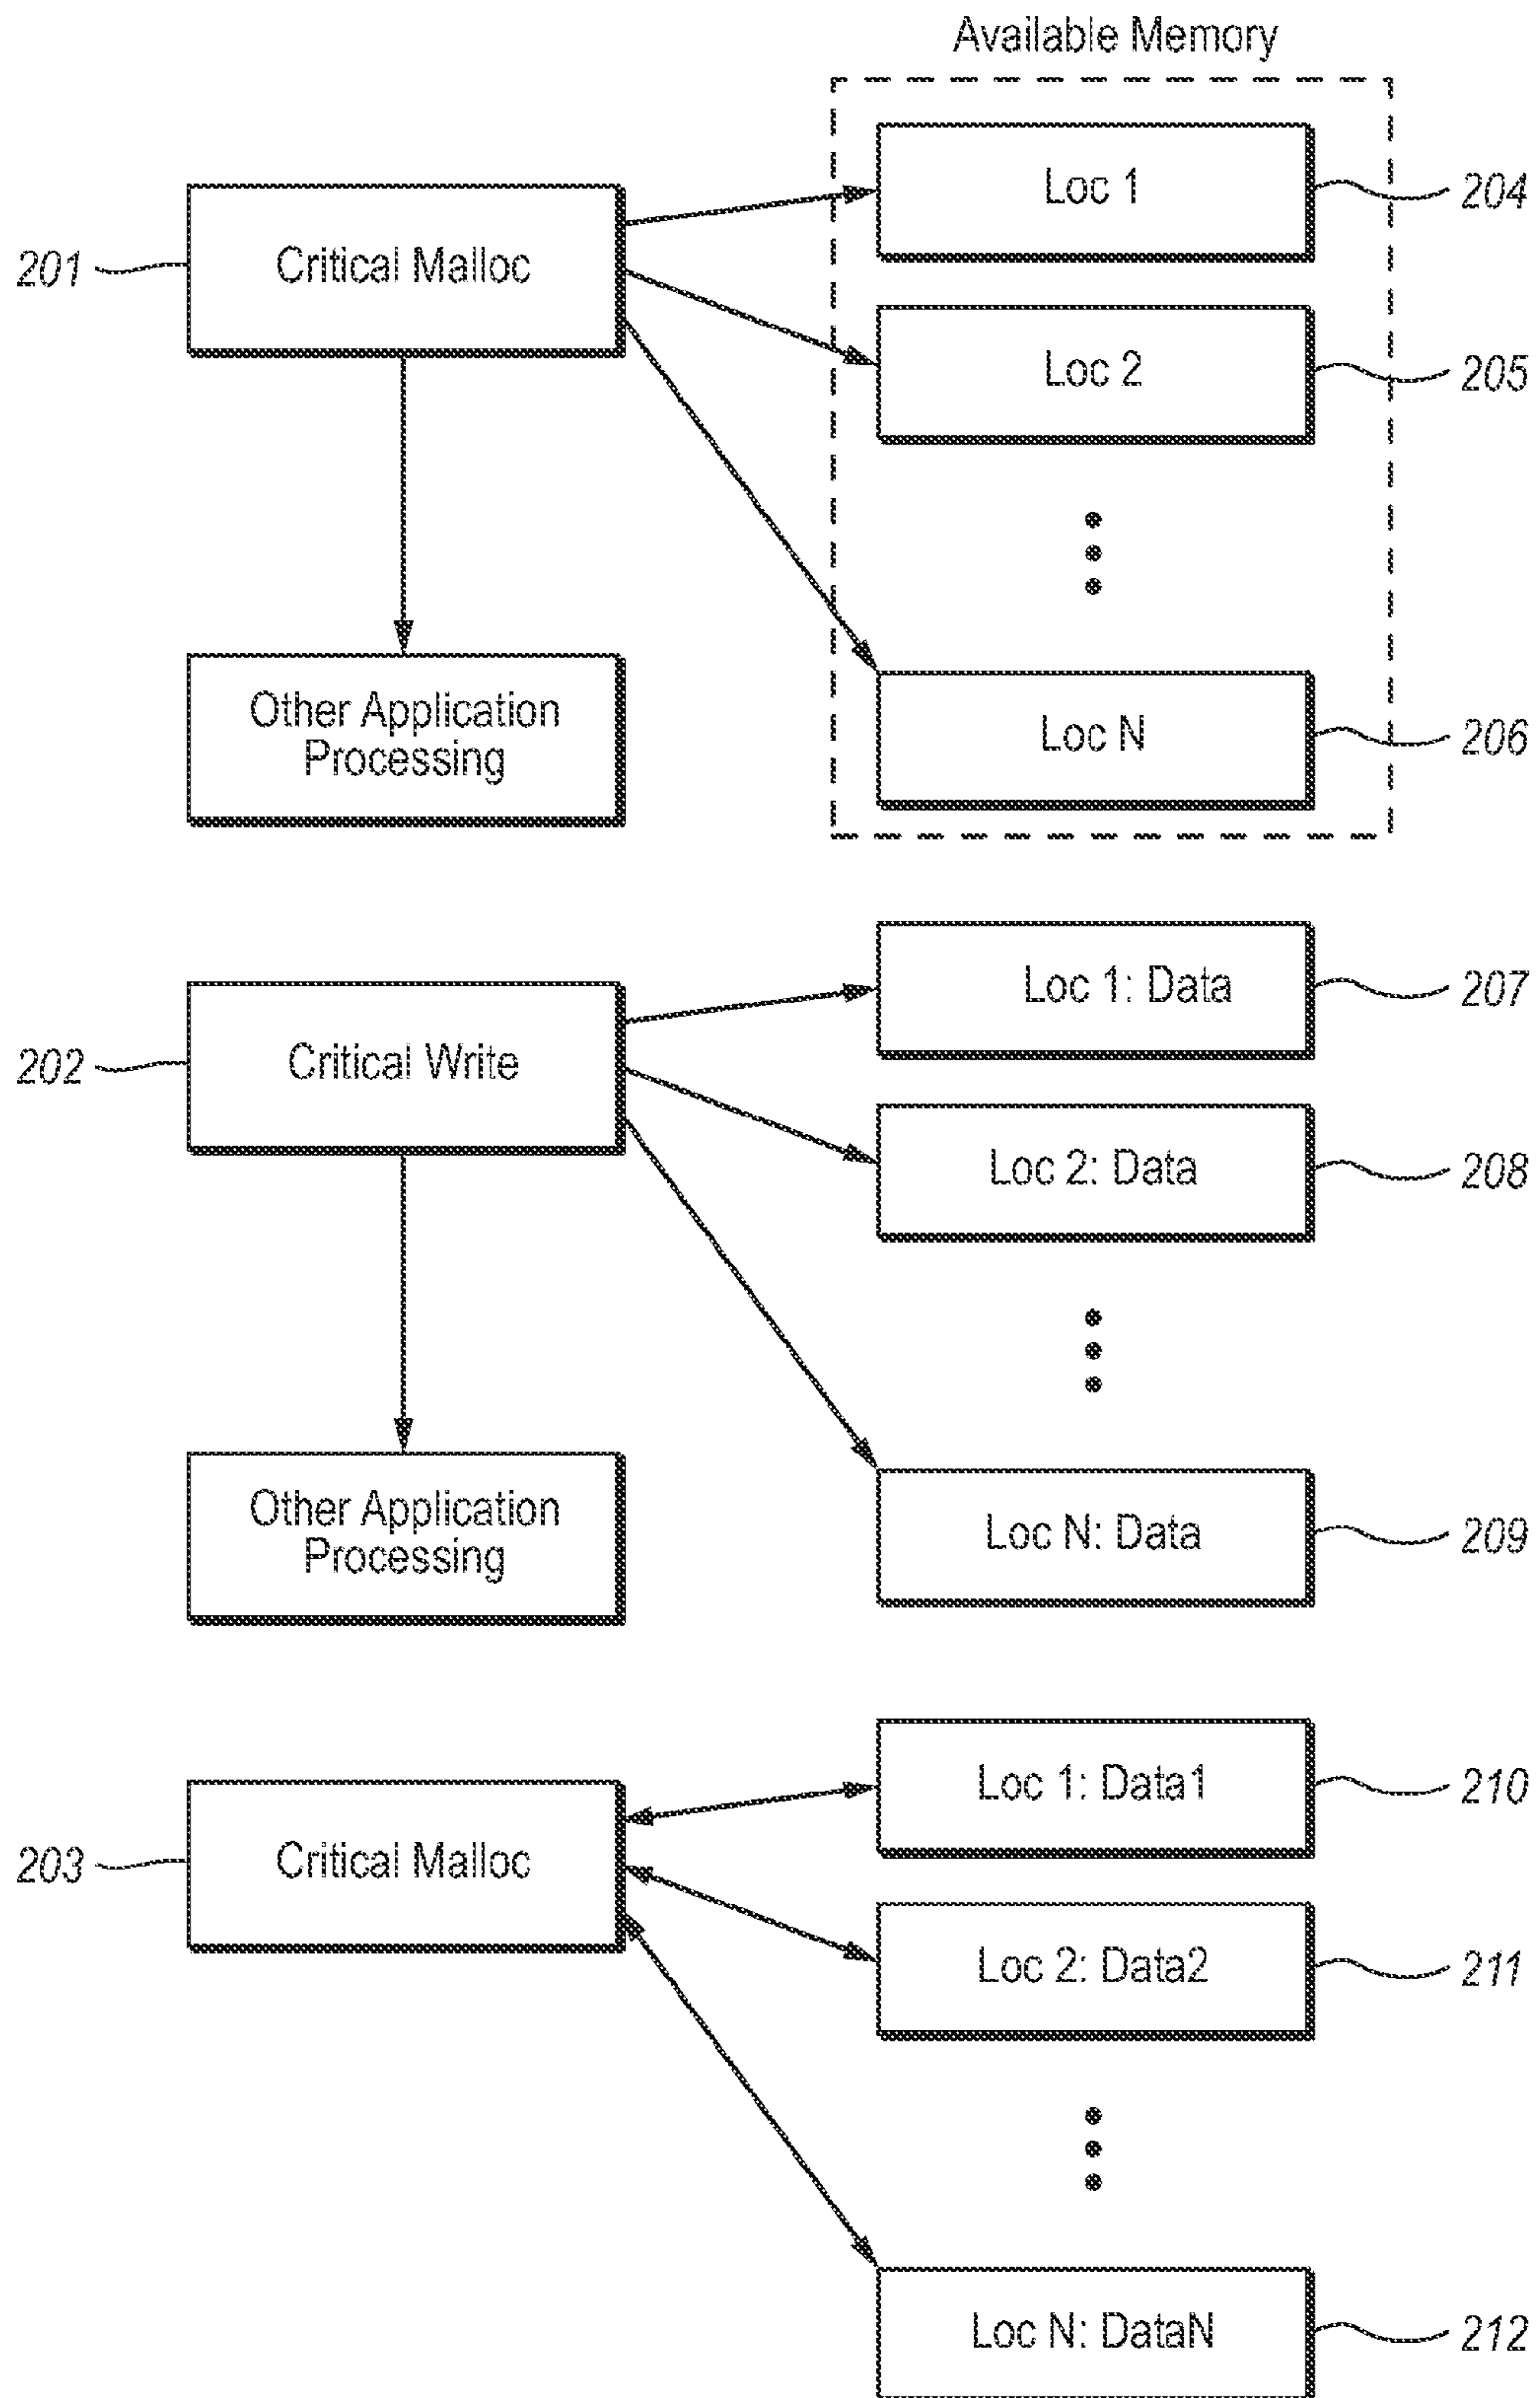 Available Memory
Loc 1
204
201
Critical Malloc
Loc 2
205
Other Application
Processing
Loc N
206
Loc 1: Data
207
202
Critical Write
Loc 2: Data
208
Other Application
Processing
Loc N: Data
209
Loc 1: Data1
210
203
Critical Malloc
Loc 2: Data2
211
Loc N: DataN
212